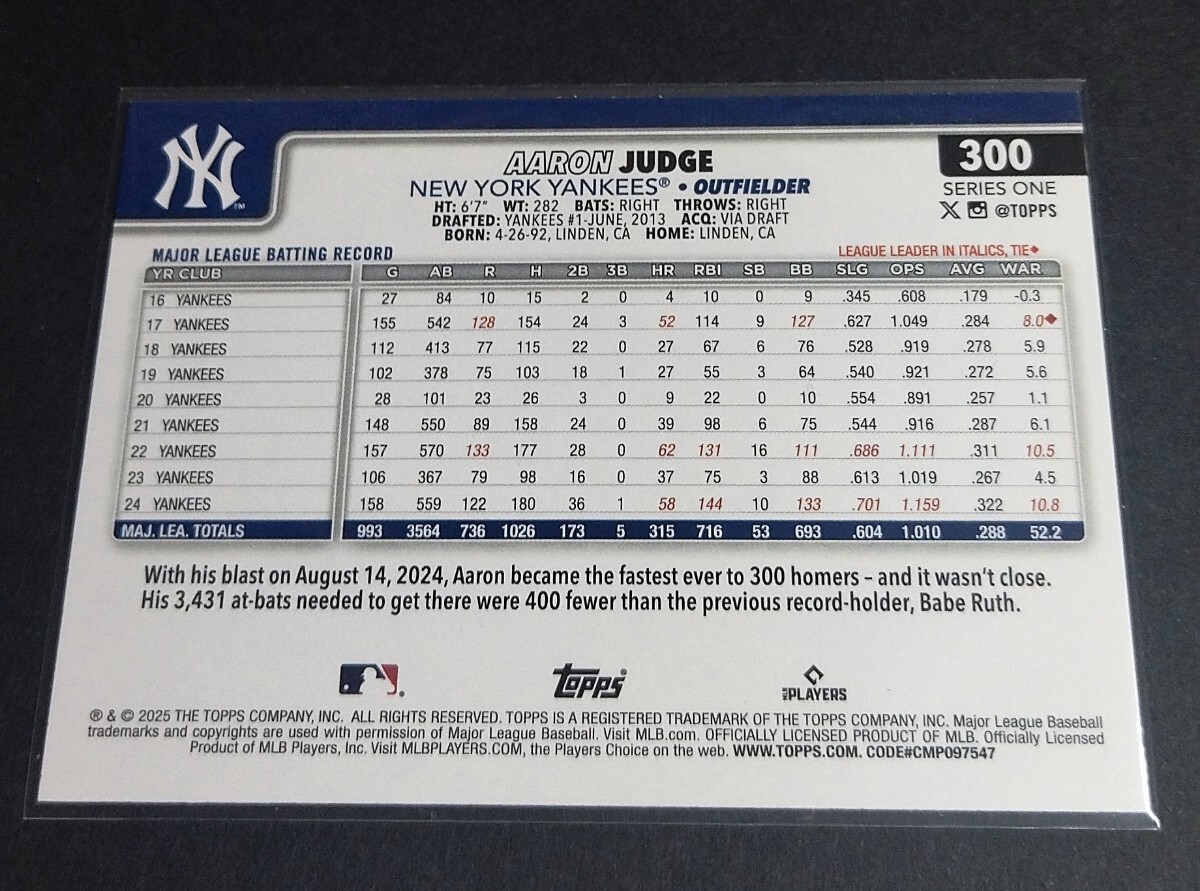 NY
TM
AARON JUDGE
300
NEW YORK YANKEES® • OUTFIELDER
SERIES ONE
HT: 6'7" WT: 282 BATS: RIGHT THROWS: RIGHT
@TOPPS
DRAFTED: YANKEES #1-JUNE, 2013 ACQ: VIA DRAFT
BORN: 4-26-92, LINDEN, CA HOME: LINDEN, CA
MAJOR LEAGUE BATTING RECORD
LEAGUE LEADER IN ITALICS, TIE◆
YR CLUB G AB R H 2B 3B HR RBI SB BB SLG OPS AVG WAR
16 YANKEES 27 84 10 15 2 0 4 10 0 9 .345 .608 .179 -0.3
17 YANKEES 155 542 128 154 24 3 52 114 9 127 .627 1.049 .284 8.0◆
18 YANKEES 112 413 77 115 22 0 27 67 6 76 .528 .919 .278 5.9
19 YANKEES 102 378 75 103 18 1 27 55 3 64 .540 .921 .272 5.6
20 YANKEES 28 101 23 26 3 0 9 22 0 10 .554 .891 .257 1.1
21 YANKEES 148 550 89 158 24 0 39 98 6 75 .544 .916 .287 6.1
22 YANKEES 157 570 133 177 28 0 62 131 16 111 .686 1.111 .311 10.5
23 YANKEES 106 367 79 98 16 0 37 75 3 88 .613 1.019 .267 4.5
24 YANKEES 158 559 122 180 36 1 58 144 10 133 .701 1.159 .322 10.8
MAJ. LEA. TOTALS 993 3564 736 1026 173 5 315 716 53 693 .604 1.010 .288 52.2
With his blast on August 14, 2024, Aaron became the fastest ever to 300 homers – and it wasn't close.
His 3,431 at-bats needed to get there were 400 fewer than the previous record-holder, Babe Ruth.
Topps®
MLB PLAYERS
® & © 2025 THE TOPPS COMPANY, INC. ALL RIGHTS RESERVED. TOPPS IS A REGISTERED TRADEMARK OF THE TOPPS COMPANY, INC. Major League Baseball
trademarks and copyrights are used with permission of Major League Baseball. Visit MLB.com. OFFICIALLY LICENSED PRODUCT OF MLB. Officially Licensed
Product of MLB Players, Inc. Visit MLBPLAYERS.COM, the Players Choice on the web. WWW.TOPPS.COM. CODE#CMP097547